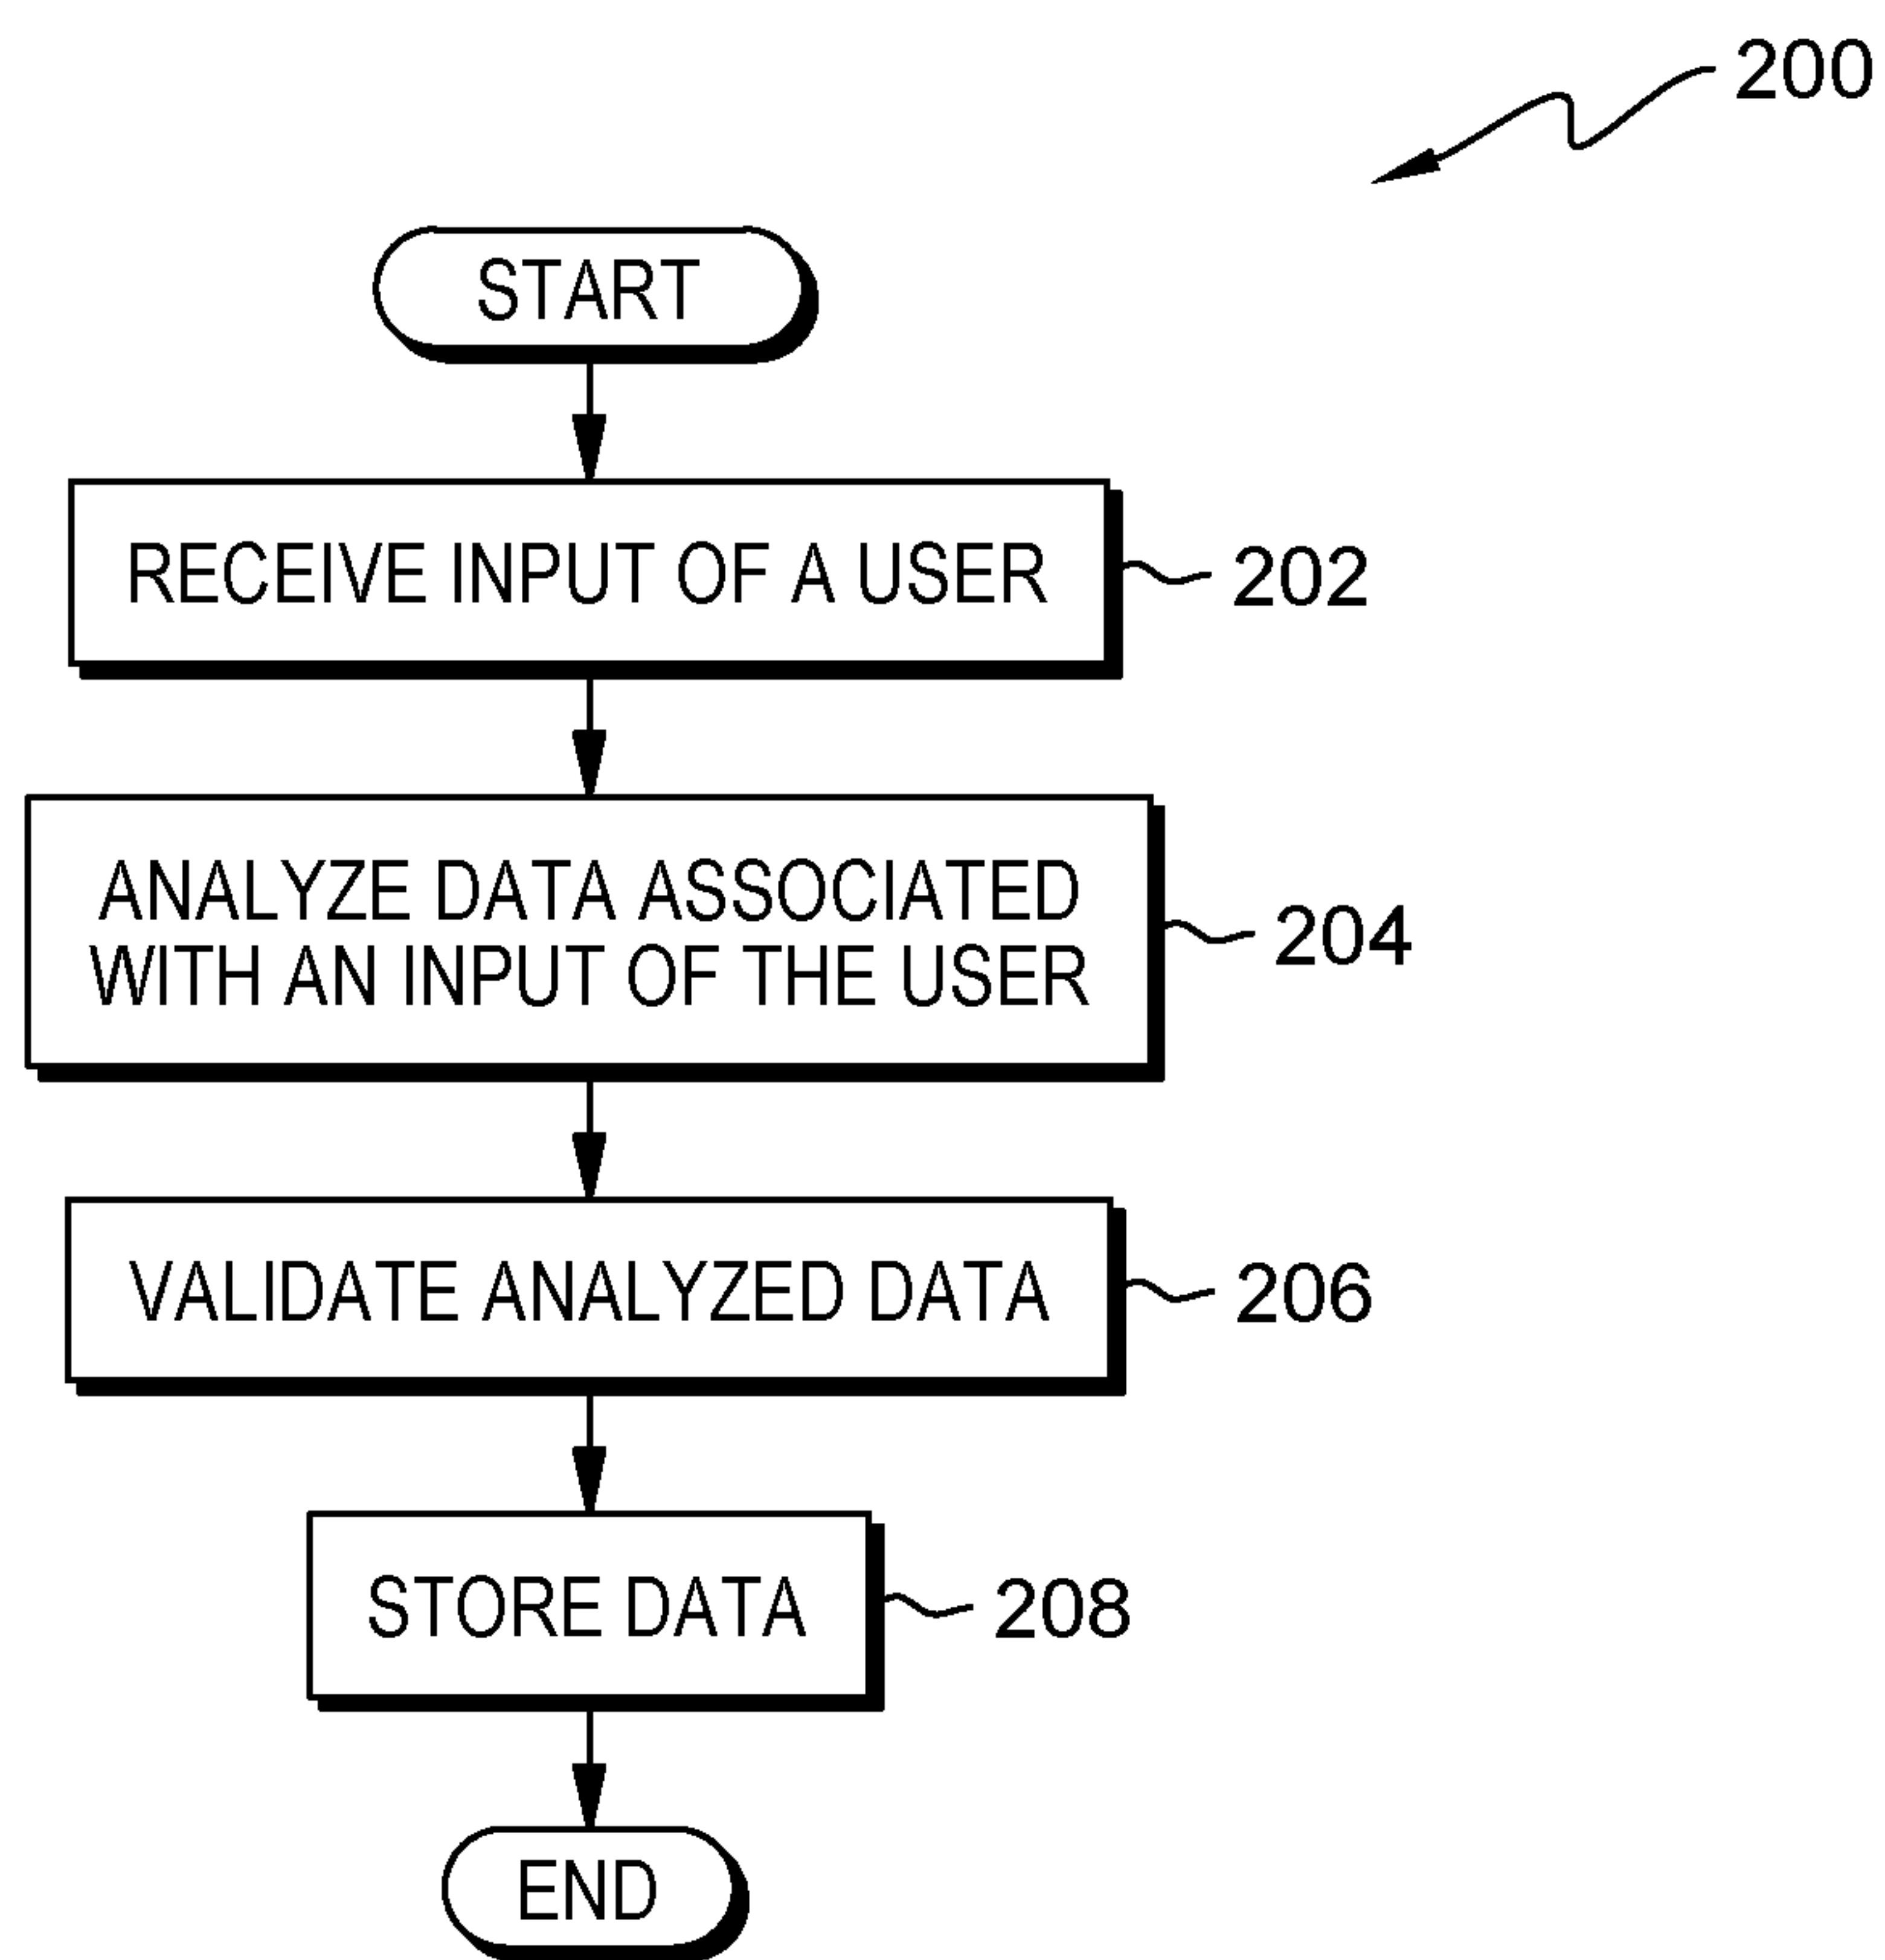 200
START
RECEIVE INPUT OF A USER
202
ANALYZE DATA ASSOCIATED
WITH AN INPUT OF THE USER
204
VALIDATE ANALYZED DATA
206
STORE DATA
208
END